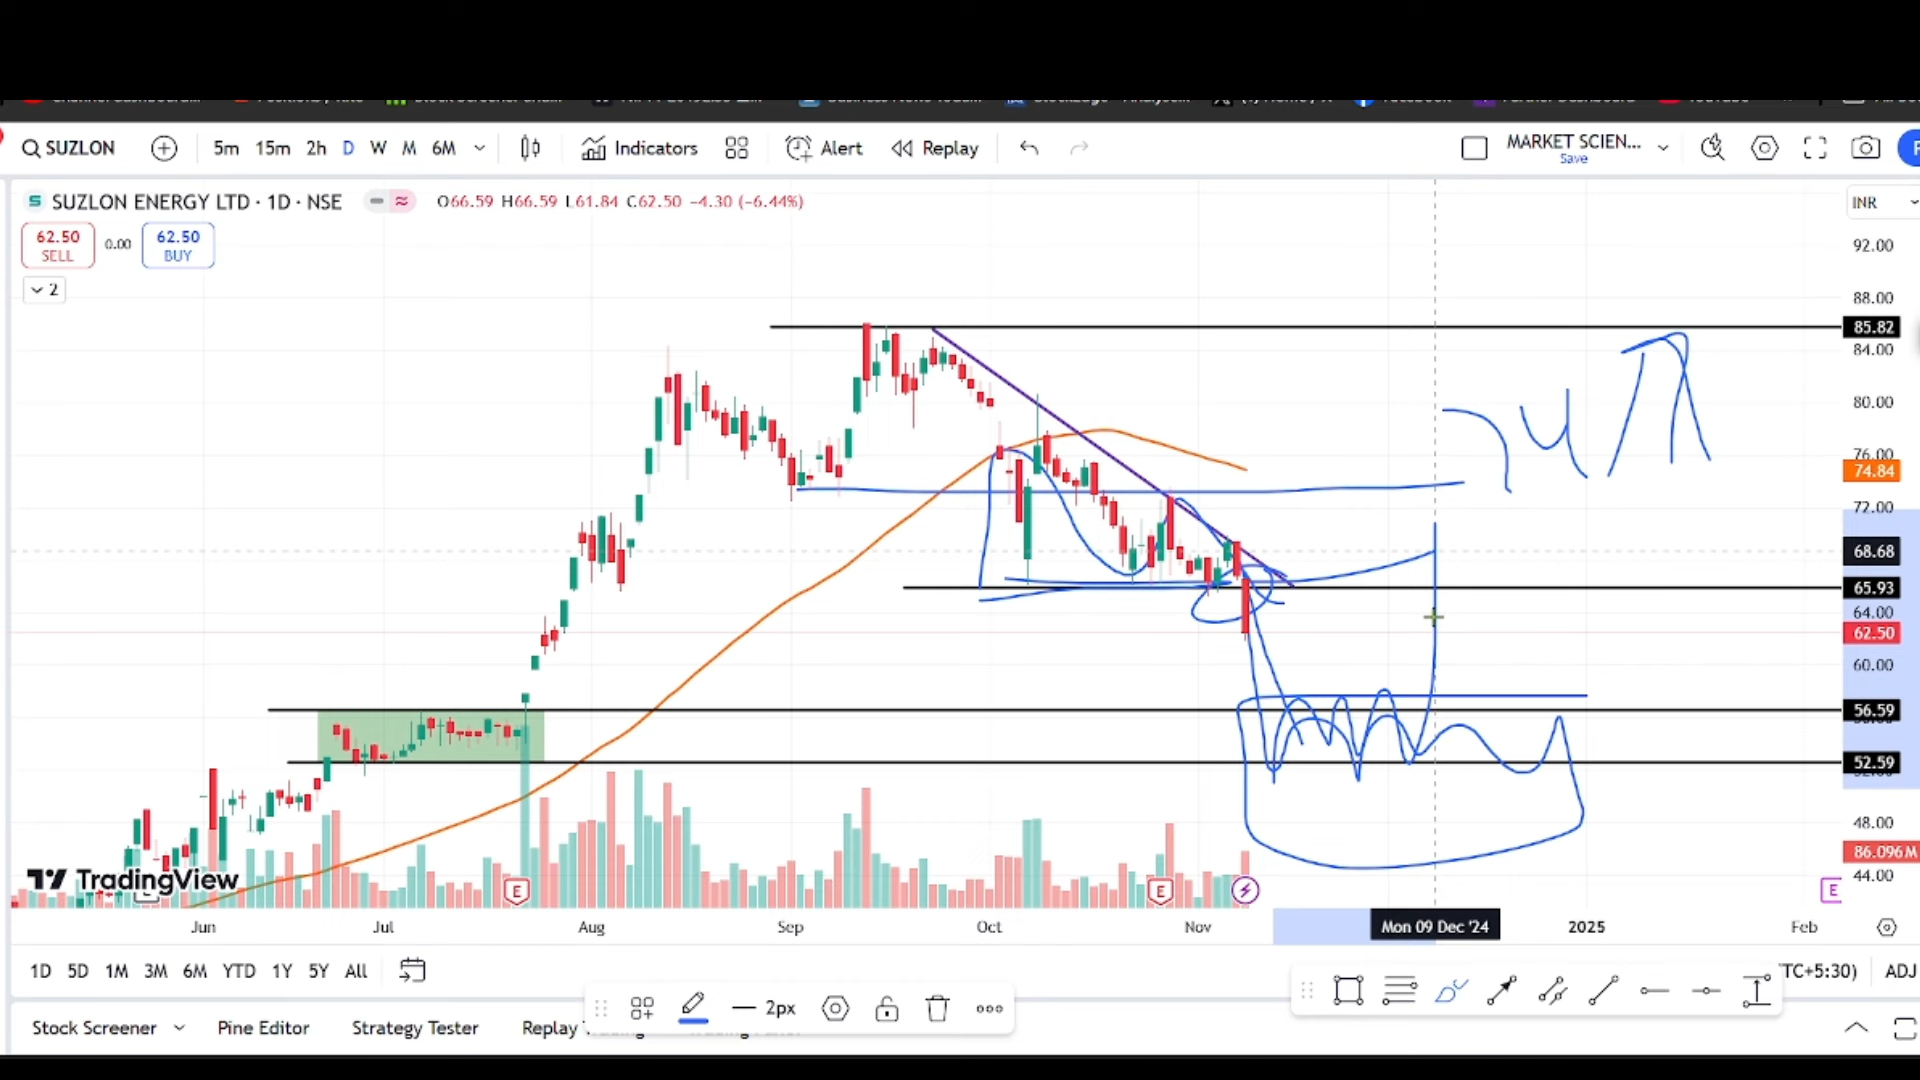 SUZLON 5m 15m 2h D W M 6M Indicators Alert Replay MARKET SCIEN...
Save
SUZLON ENERGY LTD · 1D · NSE O66.59 H66.59 L61.84 C62.50 −4.30 (−6.44%) INR
62.50 0.00 62.50
SELL BUY
2
92.00
88.00
85.82
84.00
80.00
76.00
74.84
72.00
68.68
65.93
64.00
62.50
60.00
56.59
52.59
48.00
86.096M
44.00
TradingView
E E E
Jun Jul Aug Sep Oct Nov Mon 09 Dec '24 2025 Feb
1D 5D 1M 3M 6M YTD 1Y 5Y All TC+5:30) ADJ
2px
Stock Screener Pine Editor Strategy Tester Replay